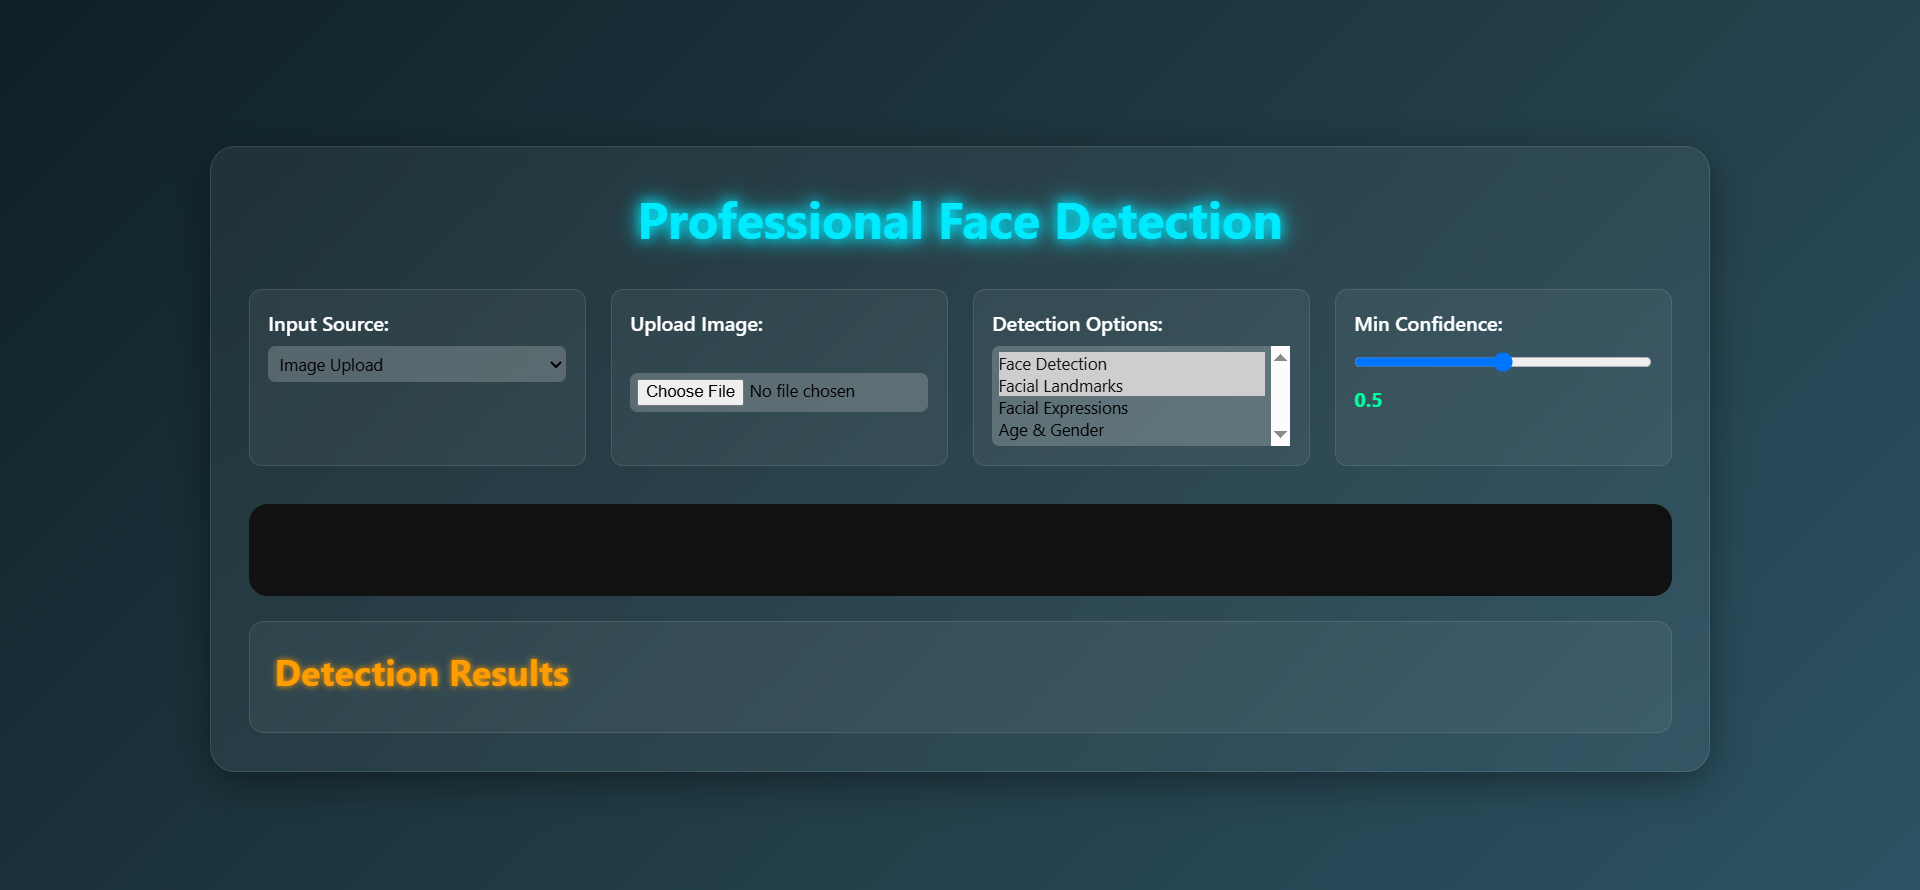 Professional Face Detection
Input Source:
Image Upload
Upload Image:
Choose File No file chosen
Detection Options:
Face Detection
Facial Landmarks
Facial Expressions
Age & Gender
Min Confidence:
0.5
Detection Results